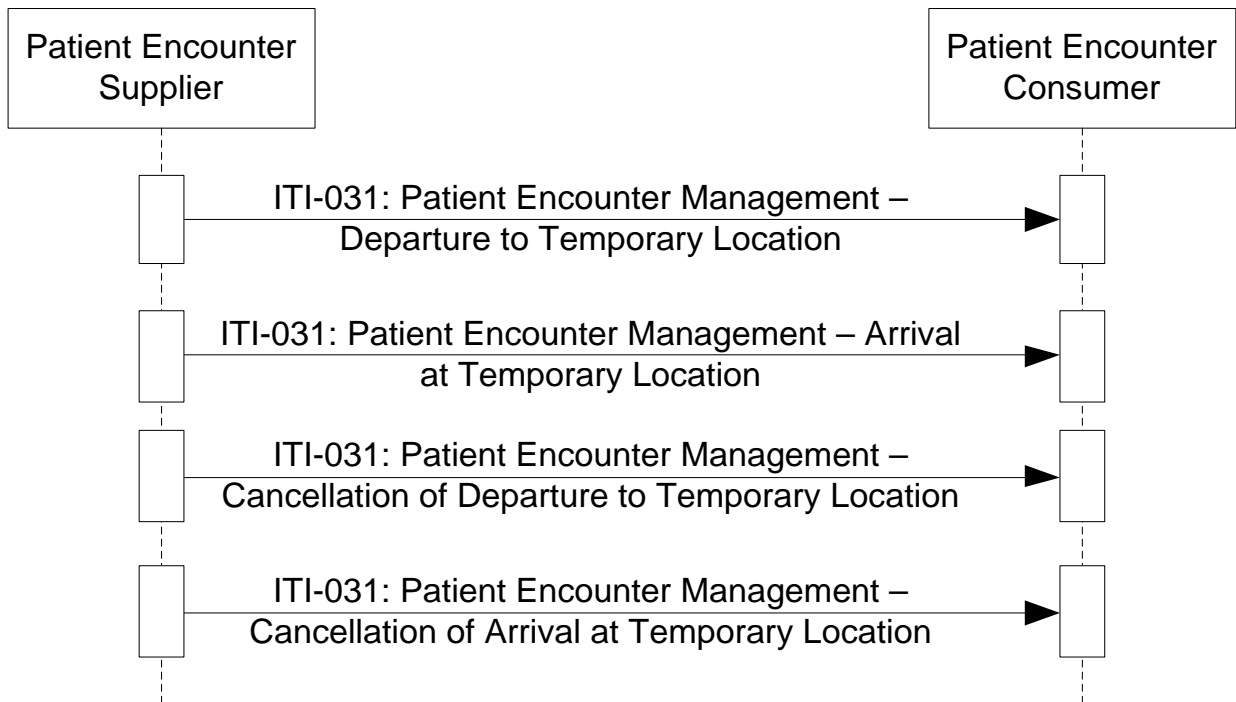 Patient Encounter
Supplier
Patient Encounter
Consumer
ITI-031: Patient Encounter Management –
Departure to Temporary Location
ITI-031: Patient Encounter Management – Arrival
at Temporary Location
ITI-031: Patient Encounter Management –
Cancellation of Departure to Temporary Location
ITI-031: Patient Encounter Management –
Cancellation of Arrival at Temporary Location